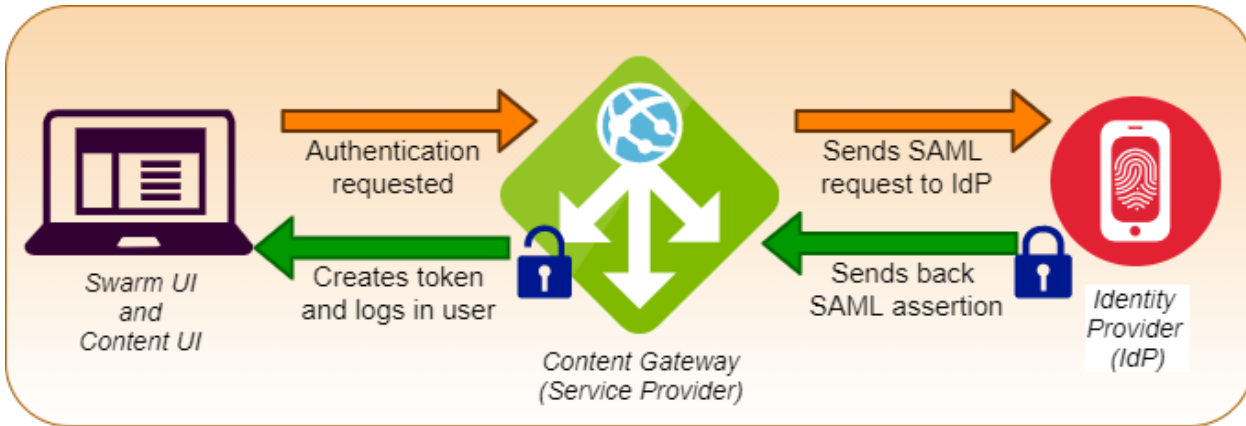 Authentication
requested
Sends SAML
request to IdP
Creates token
and logs in user
Sends back
SAML assertion
Swarm UI
and
Content UI
Content Gateway
(Service Provider)
Identity
Provider
(IdP)